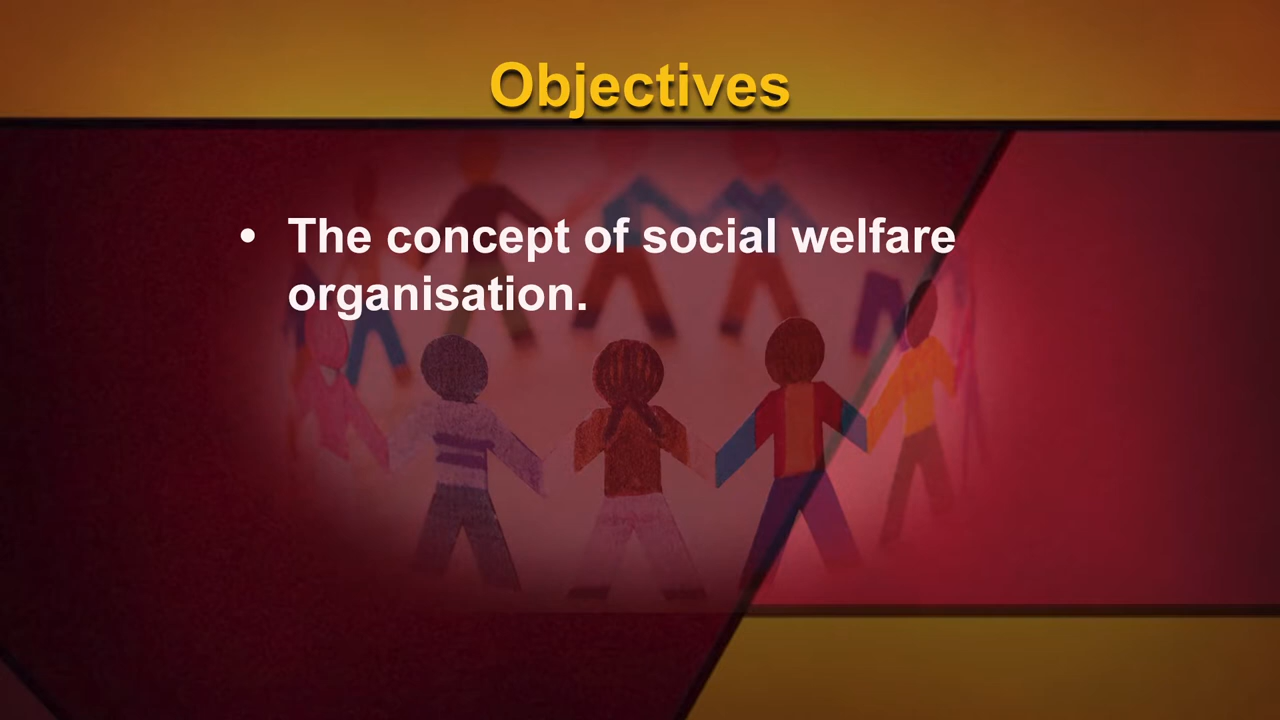 Objectives
• The concept of social welfare
organisation.